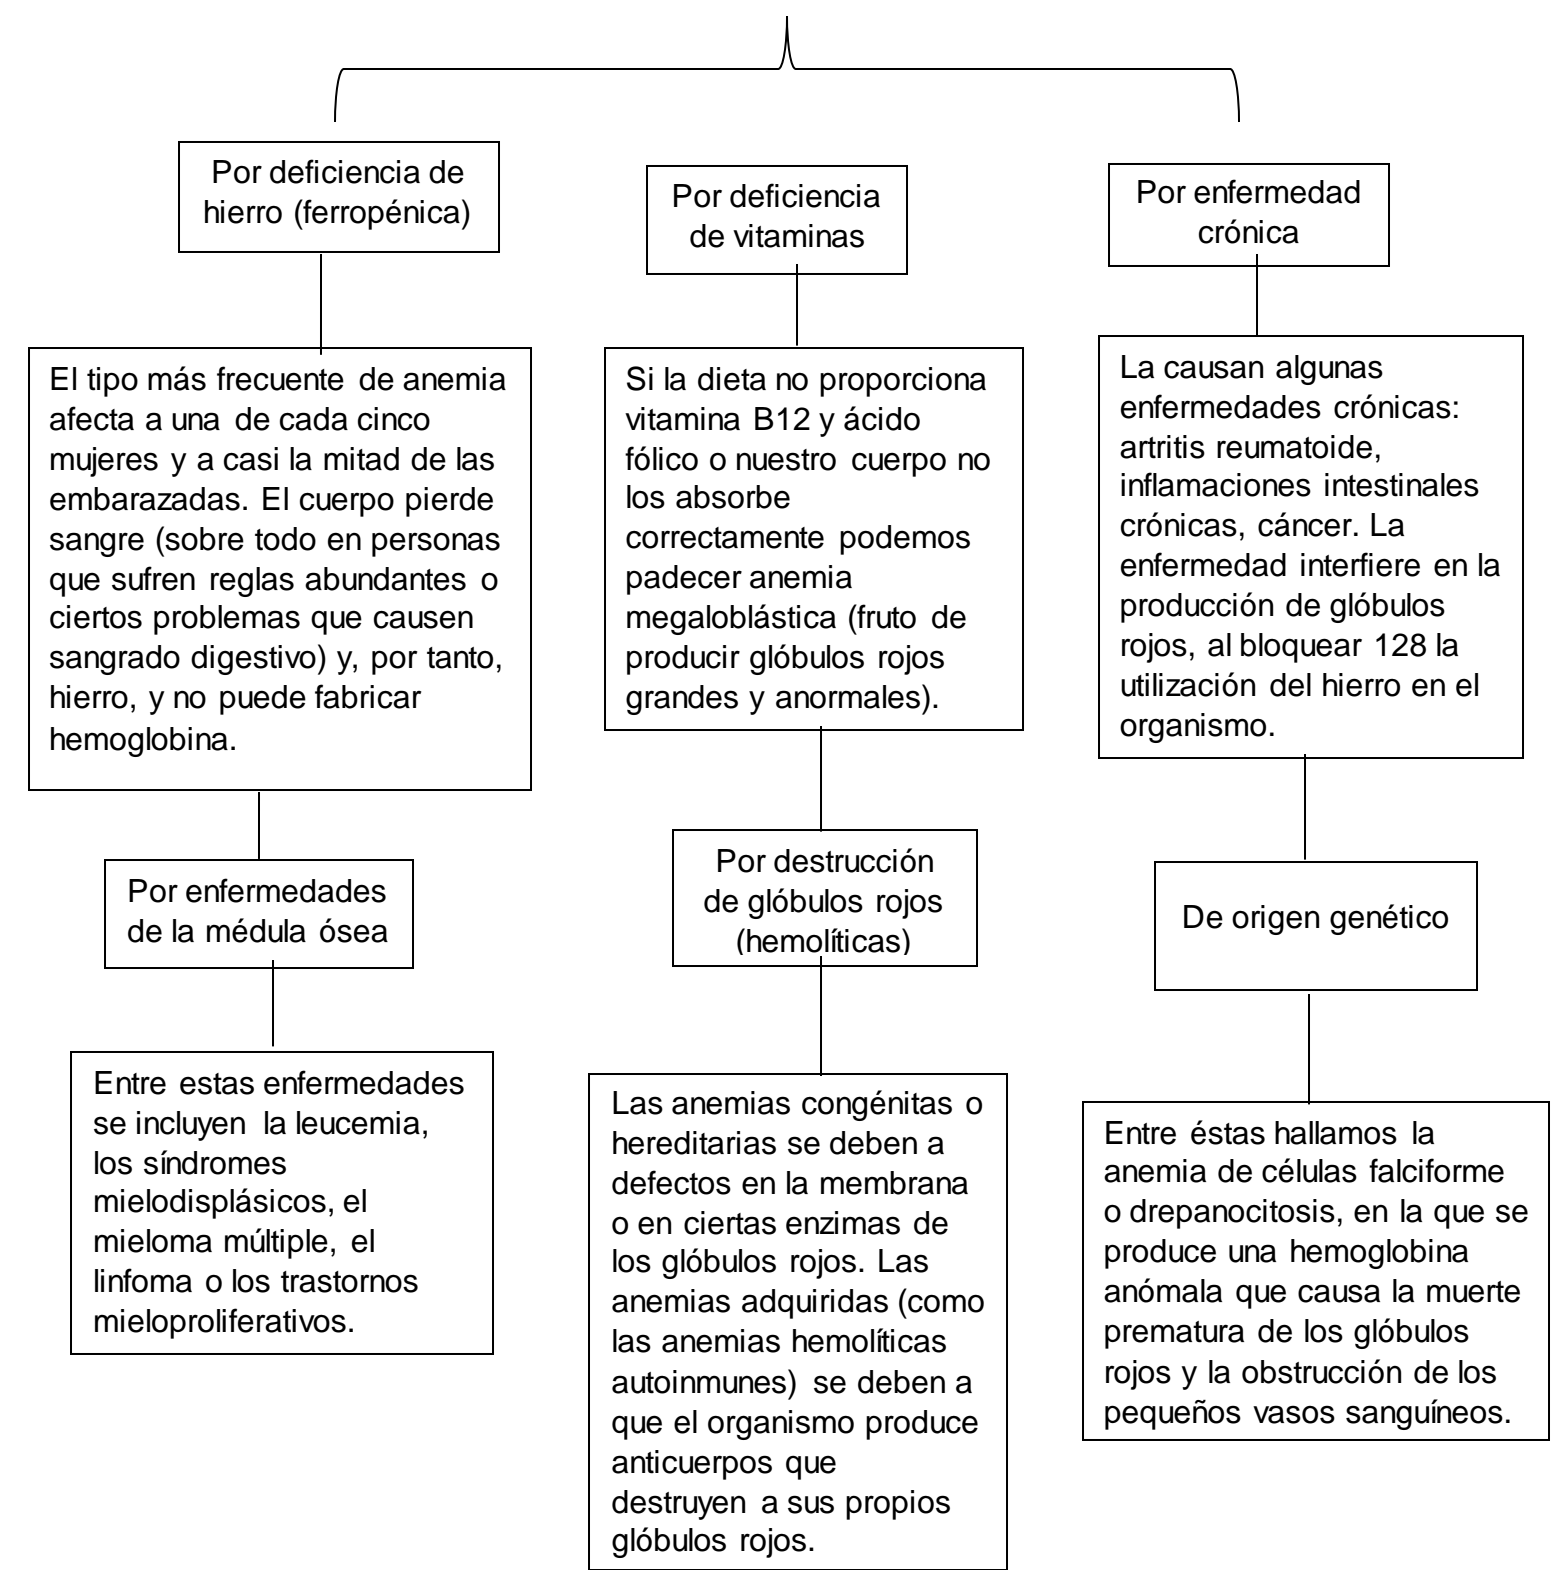 Por deficiencia de
hierro (ferropénica)
El tipo más frecuente de anemia
afecta a una de cada cinco
mujeres y a casi la mitad de las
embarazadas. El cuerpo pierde
sangre (sobre todo en personas
que sufren reglas abundantes o
ciertos problemas que causen
sangrado digestivo) y, por tanto,
hierro, y no puede fabricar
hemoglobina.
Por enfermedades
de la médula ósea
Entre estas enfermedades
se incluyen la leucemia,
los síndromes
mielodisplásicos, el
mieloma múltiple, el
linfoma o los trastornos
mieloproliferativos.
Por deficiencia
de vitaminas
Si la dieta no proporciona
vitamina B12 y ácido
fólico o nuestro cuerpo no
los absorbe
correctamente podemos
padecer anemia
megaloblástica (fruto de
producir glóbulos rojos
grandes y anormales).
Por destrucción
de glóbulos rojos
(hemolíticas)
Las anemias congénitas o
hereditarias se deben a
defectos en la membrana
o en ciertas enzimas de
los glóbulos rojos. Las
anemias adquiridas (como
las anemias hemolíticas
autoinmunes) se deben a
que el organismo produce
anticuerpos que
destruyen a sus propios
glóbulos rojos.
Por enfermedad
crónica
La causan algunas
enfermedades crónicas:
artritis reumatoide,
inflamaciones intestinales
crónicas, cáncer. La
enfermedad interfiere en la
producción de glóbulos
rojos, al bloquear 128 la
utilización del hierro en el
organismo.
De origen genético
Entre éstas hallamos la
anemia de células falciforme
o drepanocitosis, en la que se
produce una hemoglobina
anómala que causa la muerte
prematura de los glóbulos
rojos y la obstrucción de los
pequeños vasos sanguíneos.